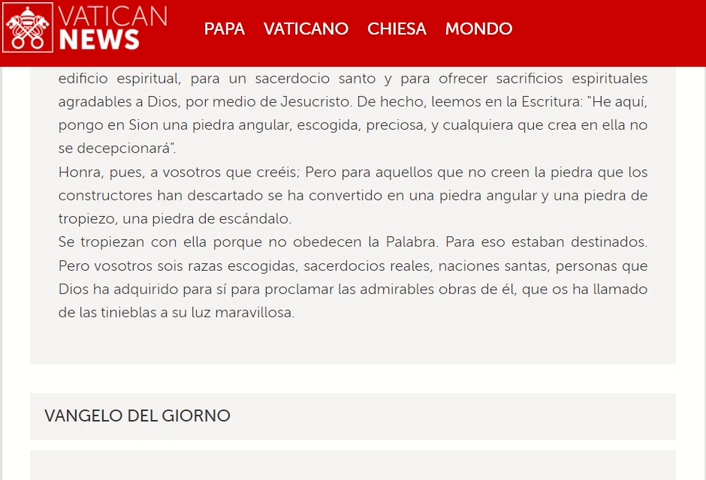 VATICAN
NEWS
PAPA VATICANO CHIESA MONDO
edificio espiritual, para un sacerdocio santo y para ofrecer sacrificios espirituales
agradables a Dios, por medio de Jesucristo. De hecho, leemos en la Escritura: "He aquí,
pongo en Sion una piedra angular, escogida, preciosa, y cualquiera que crea en ella no
se decepcionará".
Honra, pues, a vosotros que creéis; Pero para aquellos que no creen la piedra que los
constructores han descartado se ha convertido en una piedra angular y una piedra de
tropiezo, una piedra de escándalo.
Se tropiezan con ella porque no obedecen la Palabra. Para eso estaban destinados.
Pero vosotros sois razas escogidas, sacerdocios reales, naciones santas, personas que
Dios ha adquirido para sí para proclamar las admirables obras de él, que os ha llamado
de las tinieblas a su luz maravillosa.
VANGELO DEL GIORNO